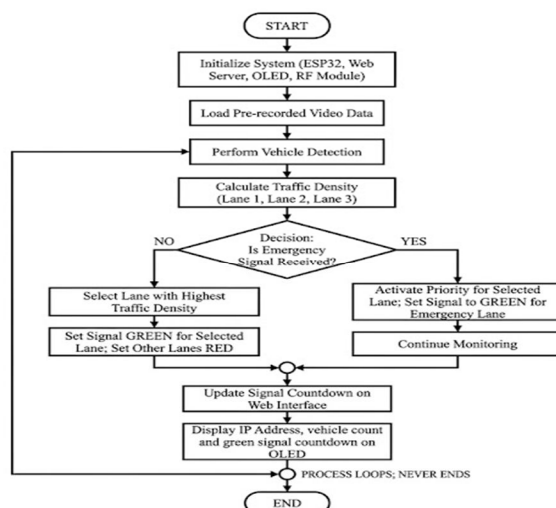 START
Initialize System (ESP32, Web
Server, OLED, RF Module)
Load Pre-recorded Video Data
Perform Vehicle Detection
Calculate Traffic Density
(Lane 1, Lane 2, Lane 3)
Decision:
Is Emergency
Signal Received?
NO
YES
Select Lane with Highest
Traffic Density
Set Signal GREEN for Selected
Lane; Set Other Lanes RED
Activate Priority for Selected
Lane; Set Signal to GREEN for
Emergency Lane
Continue Monitoring
Update Signal Countdown on
Web Interface
Display IP Address, vehicle count
and green signal countdown on
OLED
PROCESS LOOPS; NEVER ENDS
END